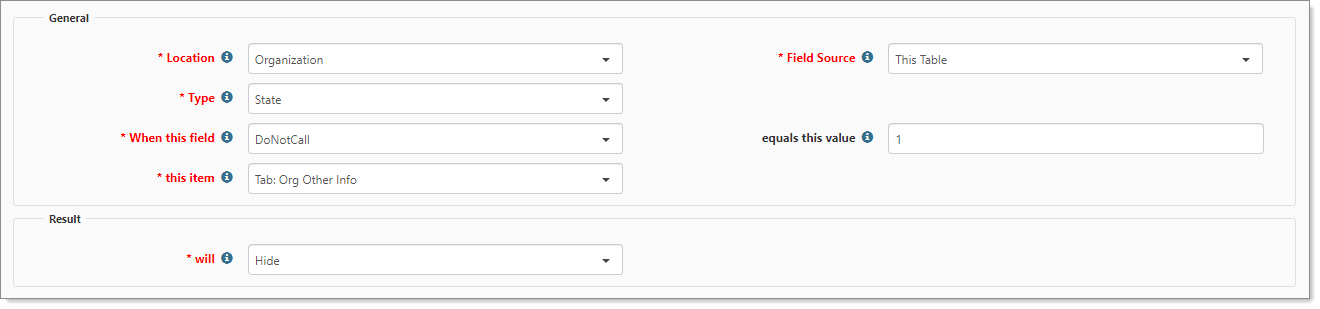 General
* Location Organization * Field Source This Table
* Type State
* When this field DoNotCall equals this value 1
* this item Tab: Org Other Info
Result
* will Hide